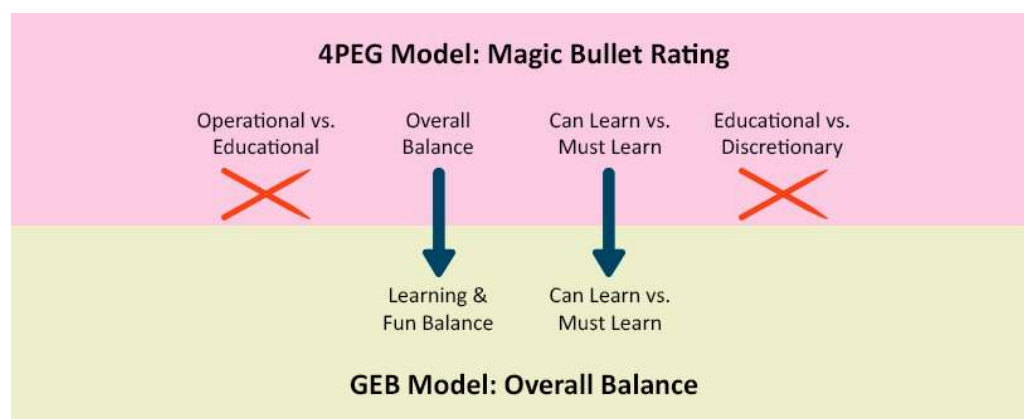 4PEG Model: Magic Bullet Rating
Operational vs.
Educational
Overall
Balance
Can Learn vs.
Must Learn
Educational vs.
Discretionary
Learning &
Fun Balance
Can Learn vs.
Must Learn
GEB Model: Overall Balance